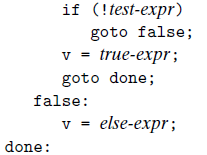 if (!test-expr)
goto false;
v = true-expr;
goto done;
false:
v = else-expr;
done: